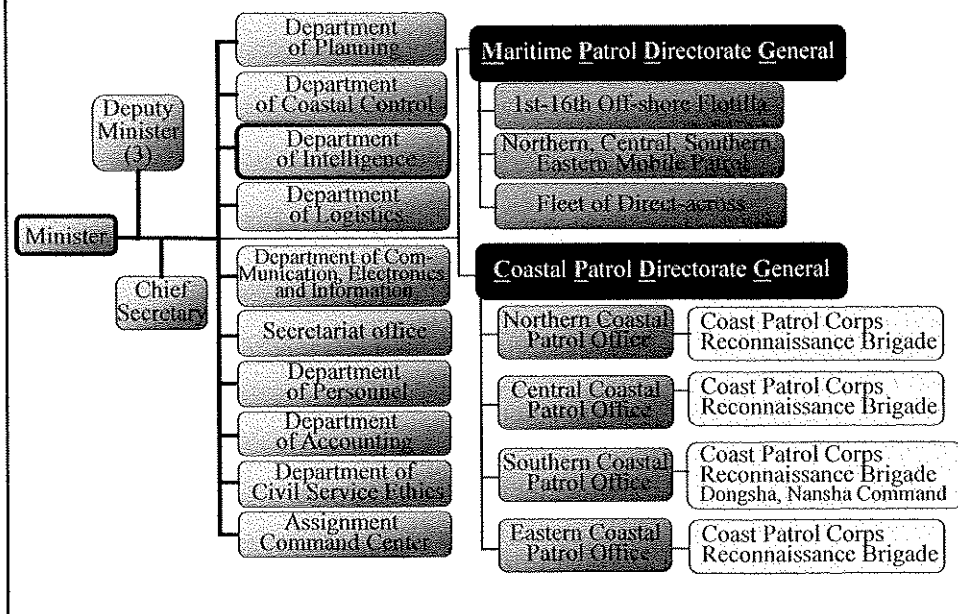 Minister
Deputy
Minister
(3)
Chief
Secretary
Department
of Planning
Department
of Coastal Control
Department
of Intelligence
Department
of Logistics
Department of Com-
Munication, Electronics
and Information
Secretariat office
Department
of Personnel
Department
of Accounting
Department of
Civil Service Ethics
Assignment
Command Center
Maritime Patrol Directorate General
1st-16th Off-shore Flotilla
Northern, Central, Southern,
Eastern Mobile Patrol
Fleet of Direct-across
Coastal Patrol Directorate General
Northern Coastal
Patrol Office
Coast Patrol Corps
Reconnaissance Brigade
Central Coastal
Patrol Office
Coast Patrol Corps
Reconnaissance Brigade
Southern Coastal
Patrol Office
Coast Patrol Corps
Reconnaissance Brigade
Dongsha, Nansha Command
Eastern Coastal
Patrol Office
Coast Patrol Corps
Reconnaissance Brigade